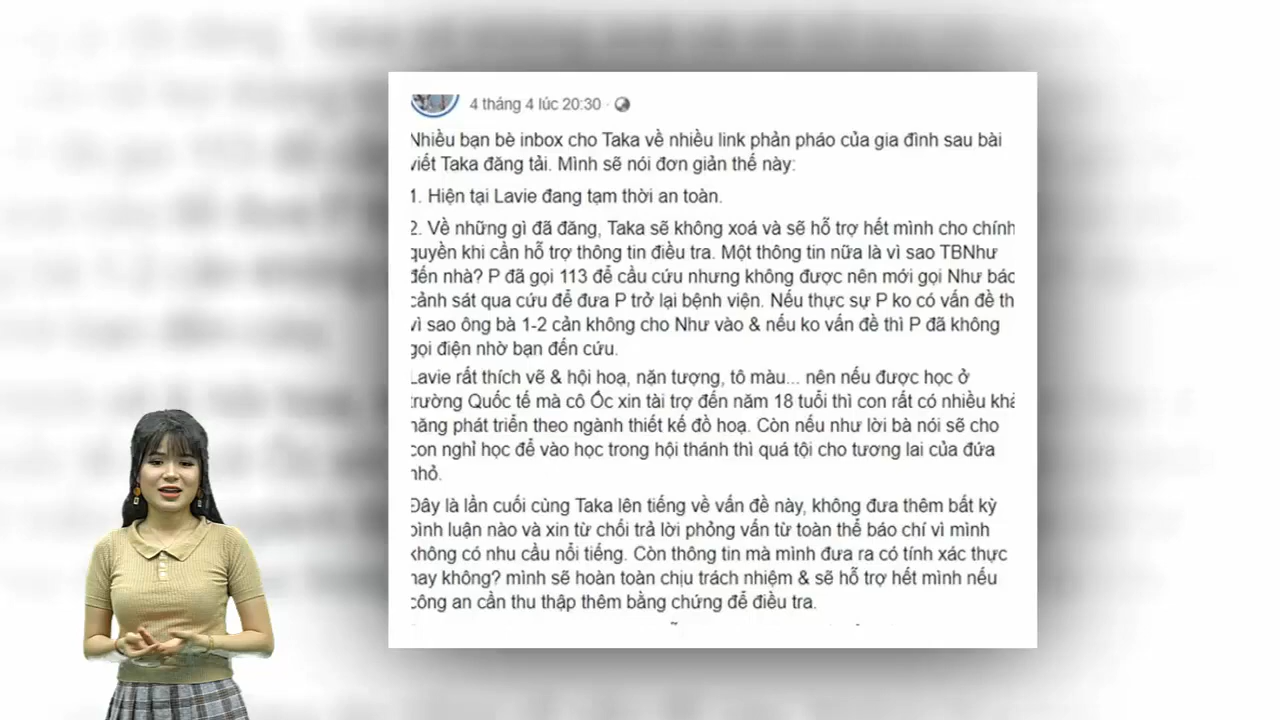 4 tháng 4 lúc 20:30 ·
Nhiều bạn bè inbox cho Taka về nhiều link phản pháo của gia đình sau bài
viết Taka đăng tải. Mình sẽ nói đơn giản thế này:
1. Hiện tại Lavie đang tạm thời an toàn.
2. Về những gì đã đăng, Taka sẽ không xoá và sẽ hỗ trợ hết mình cho chính
quyền khi cần hỗ trợ thông tin điều tra. Một thông tin nữa là vì sao TBNhư
đến nhà? P đã gọi 113 để cầu cứu nhưng không được nên mới gọi Như báo
cảnh sát qua cứu để đưa P trở lại bệnh viện. Nếu thực sự P ko có vấn đề th
vì sao ông bà 1-2 cản không cho Như vào & nếu ko vấn đề thì P đã không
gọi điện nhờ bạn đến cứu.
Lavie rất thích vẽ & hội hoạ, nặn tượng, tô màu... nên nếu được học ở
trường Quốc tế mà cô Ốc xin tài trợ đến năm 18 tuổi thì con rất có nhiều khả
năng phát triển theo ngành thiết kế đồ hoạ. Còn nếu như lời bà nói sẽ cho
con nghỉ học để vào học trong hội thánh thì quá tội cho tương lai của đứa
nhỏ.
Đây là lần cuối cùng Taka lên tiếng về vấn đề này, không đưa thêm bất kỳ
bình luận nào và xin từ chối trả lời phỏng vấn từ toàn thể báo chí vì mình
không có nhu cầu nổi tiếng. Còn thông tin mà mình đưa ra có tính xác thực
hay không? mình sẽ hoàn toàn chịu trách nhiệm & sẽ hỗ trợ hết mình nếu
công an cần thu thập thêm bằng chứng để điều tra.